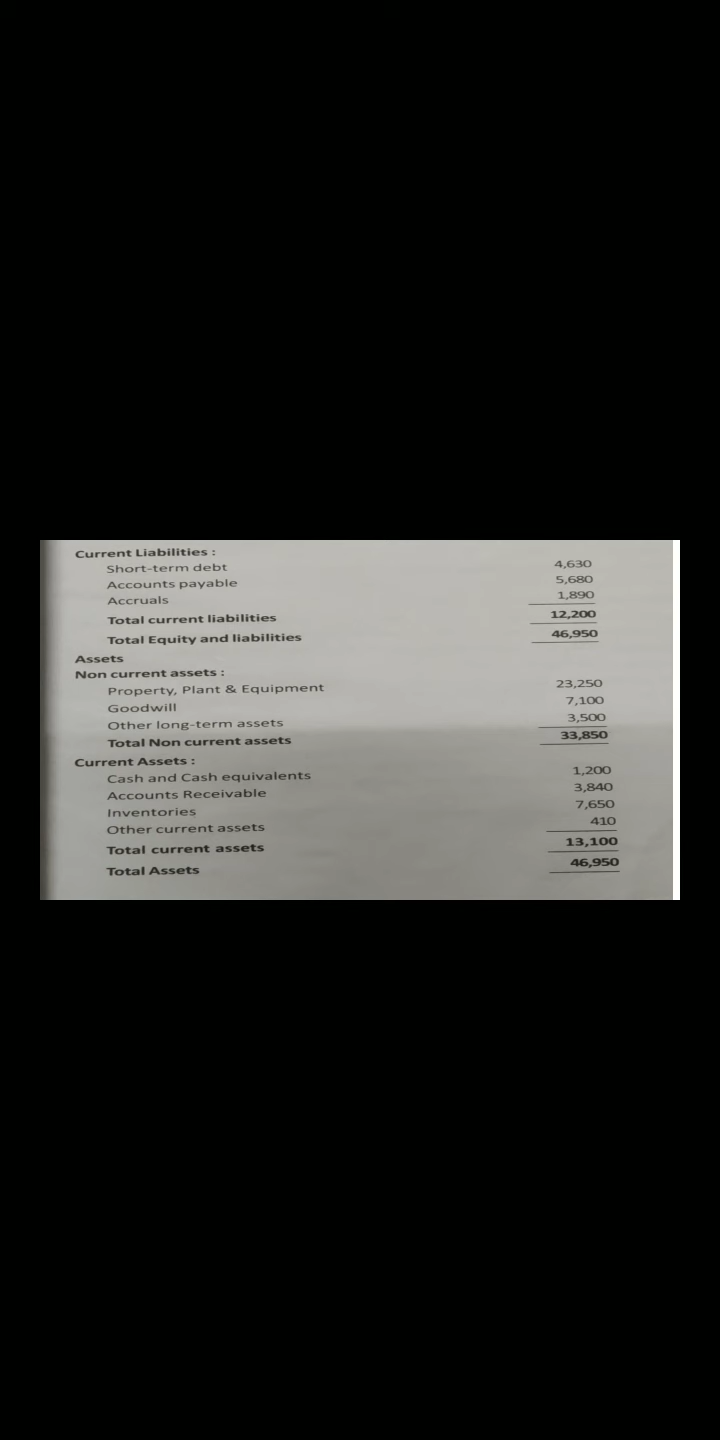 Current Liabilities :
Short-term debt 4,630
Accounts payable 5,680
Accruals 1,890
Total current liabilities 12,200
Total Equity and liabilities 46,950
Assets
Non current assets :
Property, Plant & Equipment 23,250
Goodwill 7,100
Other long-term assets 3,500
Total Non current assets 33,850
Current Assets :
Cash and Cash equivalents 1,200
Accounts Receivable 3,840
Inventories 7,650
Other current assets 410
Total current assets 13,100
Total Assets 46,950